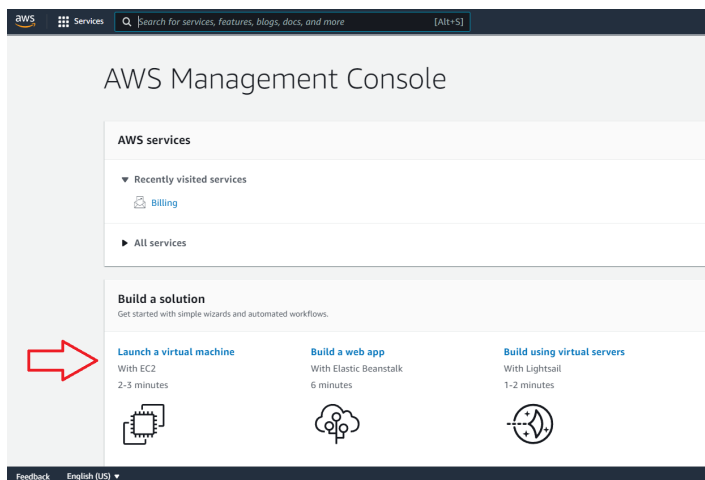 aws Services Search for services, features, blogs, docs, and more [Alt+S]
AWS Management Console
AWS services
▼ Recently visited services
Billing
▶ All services
Build a solution
Get started with simple wizards and automated workflows.
Launch a virtual machine
With EC2
2-3 minutes
Build a web app
With Elastic Beanstalk
6 minutes
Build using virtual servers
With Lightsail
1-2 minutes
Feedback English (US) ▼